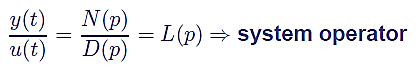 y(t)/u(t) = N(p)/D(p) = L(p) ⇒ system operator